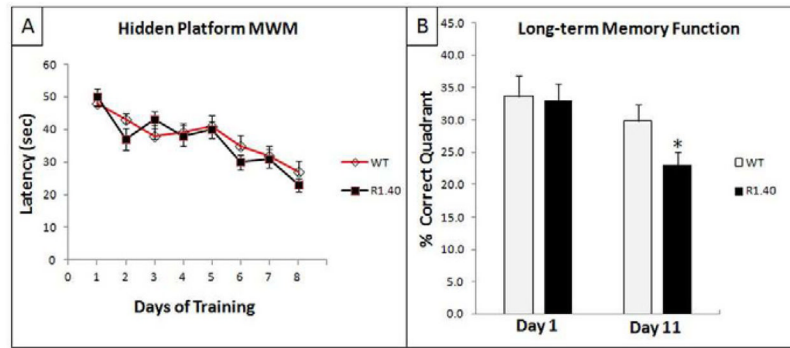 A
Hidden Platform MWM
60
50
40
30
20
10
0
Latency (sec)
0 1 2 3 4 5 6 7 8
Days of Training
WT
R1.40
B
Long-term Memory Function
45.0
40.0
35.0
30.0
25.0
20.0
15.0
10.0
5.0
0.0
% Correct Quadrant
*
Day 1 Day 11
WT
R1.40